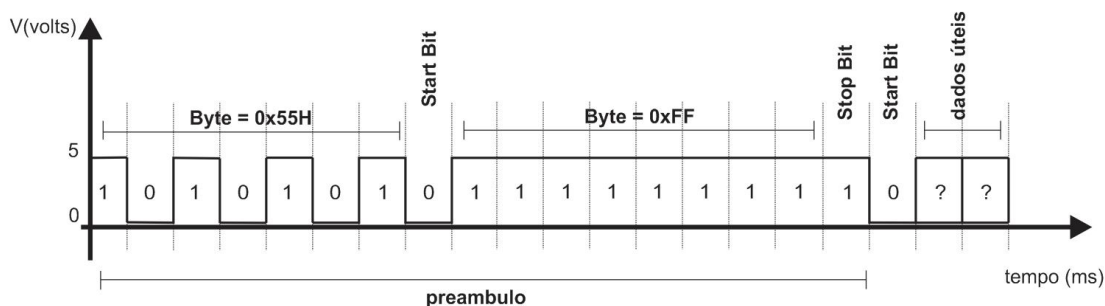 V(volts)
Start Bit
Stop Bit
Start Bit
dados úteis
Byte = 0x55H
Byte = 0xFF
5
1 0 1 0 1 0 1 0 1 1 1 1 1 1 1 1 1 0 ? ?
0
tempo (ms)
preambulo